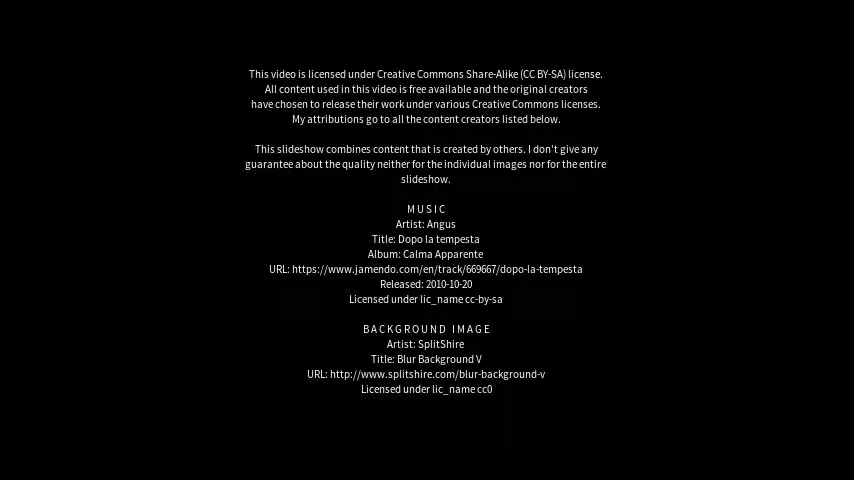 This video is licensed under Creative Commons Share-Alike (CC BY-SA) license.
All content used in this video is free available and the original creators
have chosen to release their work under various Creative Commons licenses.
My attributions go to all the content creators listed below.
This slideshow combines content that is created by others. I don't give any
guarantee about the quality neither for the individual images nor for the entire
slideshow.
MUSIC
Artist: Angus
Title: Dopo la tempesta
Album: Calma Apparente
URL: https://www.jamendo.com/en/track/669667/dopo-la-tempesta
Released: 2010-10-20
Licensed under lic_name cc-by-sa
BACKGROUND IMAGE
Artist: SplitShire
Title: Blur Background V
URL: http://www.splitshire.com/blur-background-v
Licensed under lic_name cc0